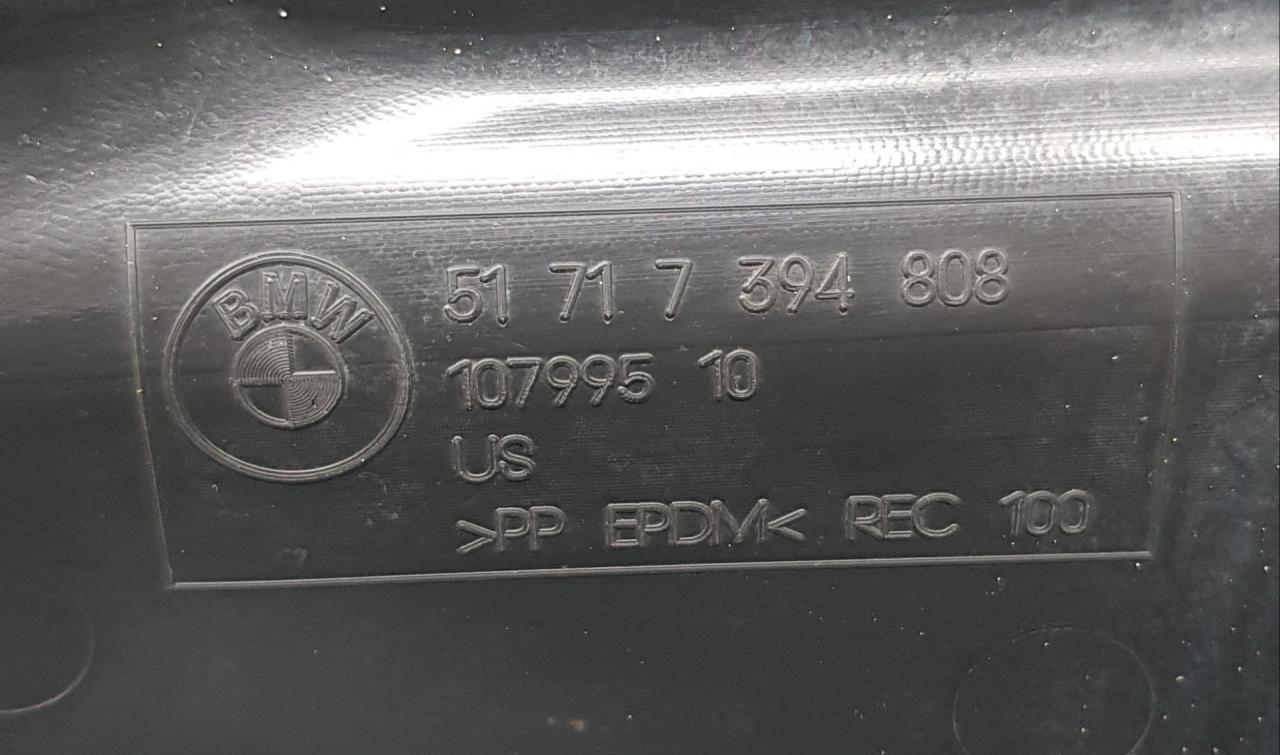 BMW
51 71 7 394 808
107995 10
US
>PP EPDM< REC 100